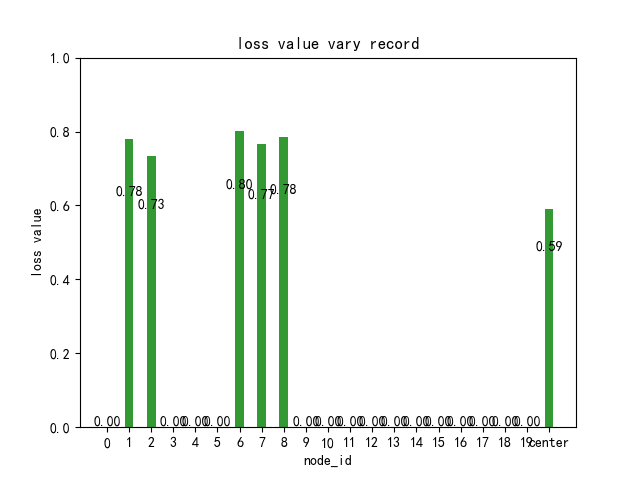 loss value vary record
1.0
0.8
0.6
0.4
0.2
0.0
loss value
0.00 0.78 0.73 0.00 0.00 0.00 0.80 0.77 0.78 0.00 0.00 0.00 0.00 0.00 0.00 0.00 0.00 0.00 0.00 0.00 0.59
0 1 2 3 4 5 6 7 8 9 10 11 12 13 14 15 16 17 18 19 center
node_id